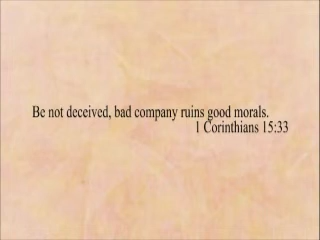 Be not deceived, bad company ruins good morals.
1 Corinthians 15:33